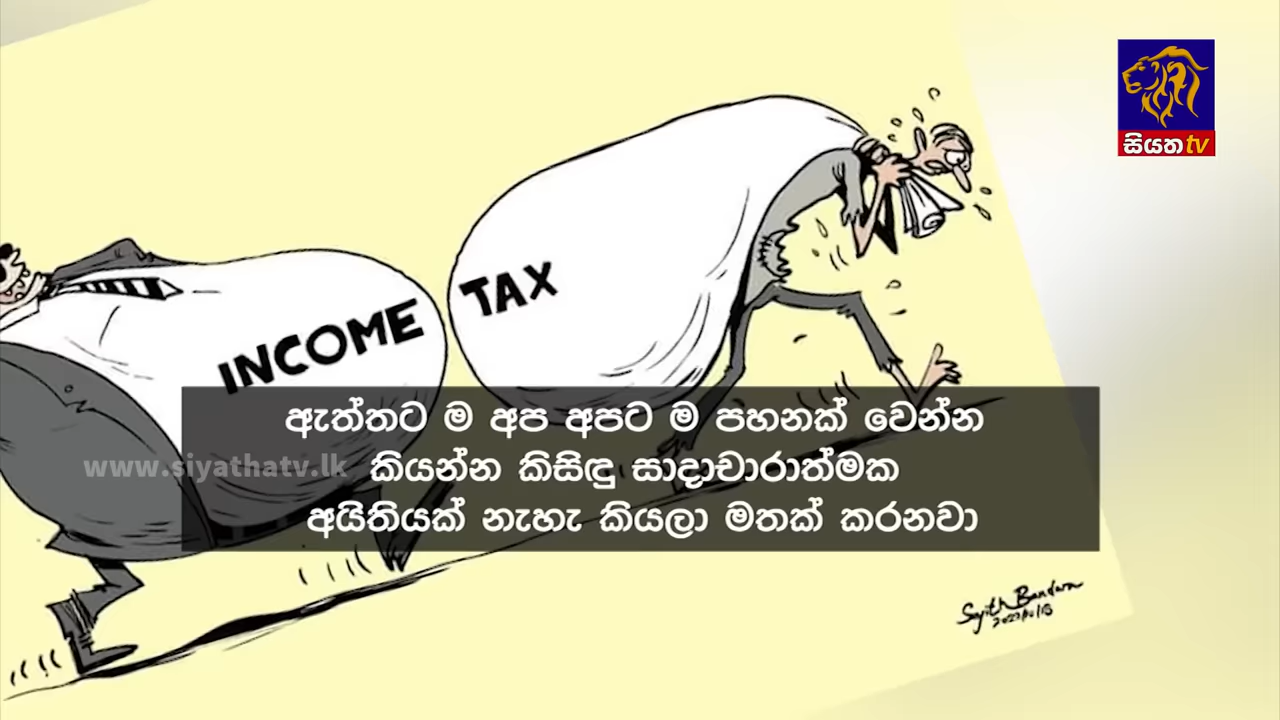 සියත tv
TAX
INCOME
ඇත්තට ම අප අපට ම පහනක් වෙන්න
කියන්න කිසිඳු සාදාචාරාත්මක
අයිතියක් නැහැ කියලා මතක් කරනවා
www.siyathatv.lk